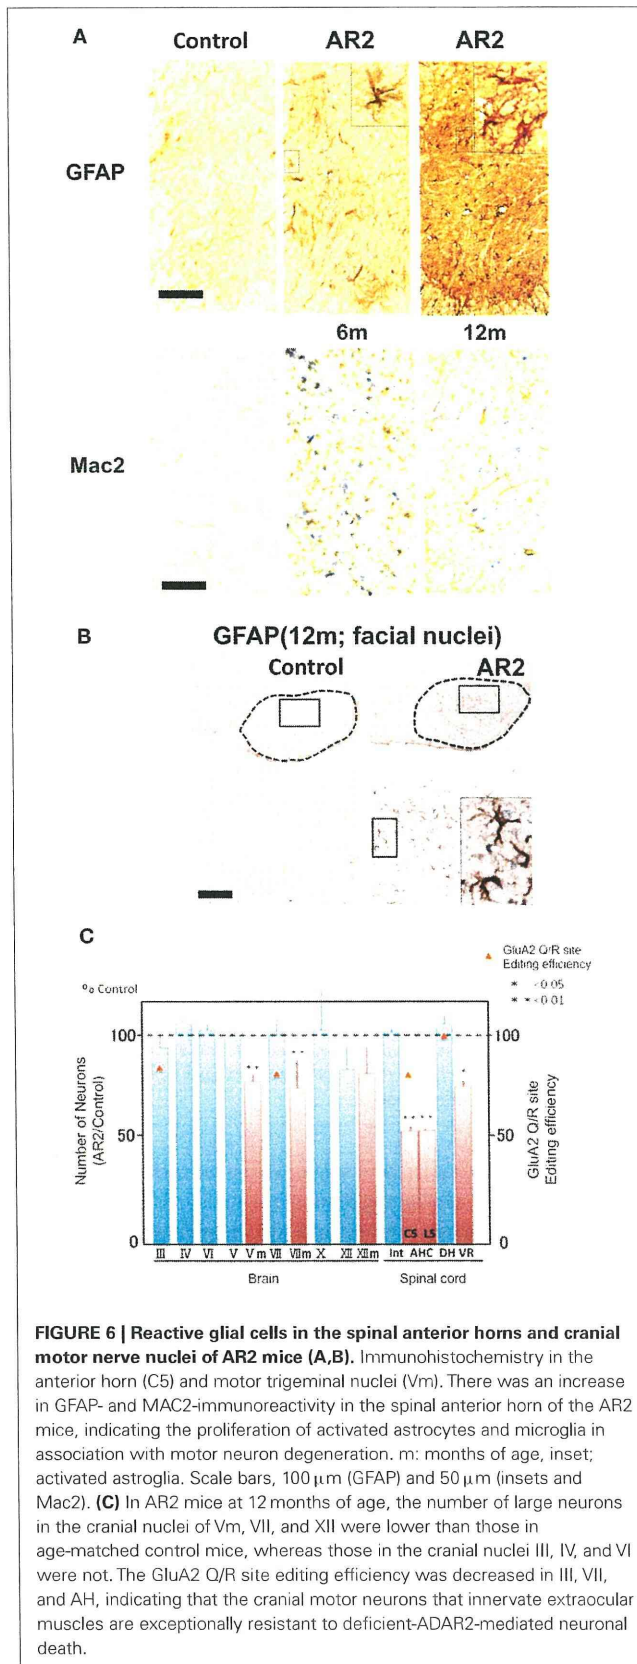 A
Control AR2 AR2
GFAP
6m 12m
Mac2
B
GFAP(12m; facial nuclei)
Control AR2
C
GluA2 Q/R site
Editing efficiency
* <0.05
* * <0.01
% Control
100 100
50 50
0 0
Number of Neurons
(AR2/Control)
GluA2 Q/R site
Editing efficiency
CS LS
III IV VI V Vm VII VIIm X XII XIIm Int AHC DH VR
Brain Spinal cord
FIGURE 6 | Reactive glial cells in the spinal anterior horns and cranial
motor nerve nuclei of AR2 mice (A,B). Immunohistochemistry in the
anterior horn (C5) and motor trigeminal nuclei (Vm). There was an increase
in GFAP- and MAC2-immunoreactivity in the spinal anterior horn of the AR2
mice, indicating the proliferation of activated astrocytes and microglia in
association with motor neuron degeneration. m: months of age, inset;
activated astroglia. Scale bars, 100 μm (GFAP) and 50 μm (insets and
Mac2). (C) In AR2 mice at 12 months of age, the number of large neurons
in the cranial nuclei of Vm, VII, and XII were lower than those in
age-matched control mice, whereas those in the cranial nuclei III, IV, and VI
were not. The GluA2 Q/R site editing efficiency was decreased in III, VII,
and AH, indicating that the cranial motor neurons that innervate extraocular
muscles are exceptionally resistant to deficient-ADAR2-mediated neuronal
death.